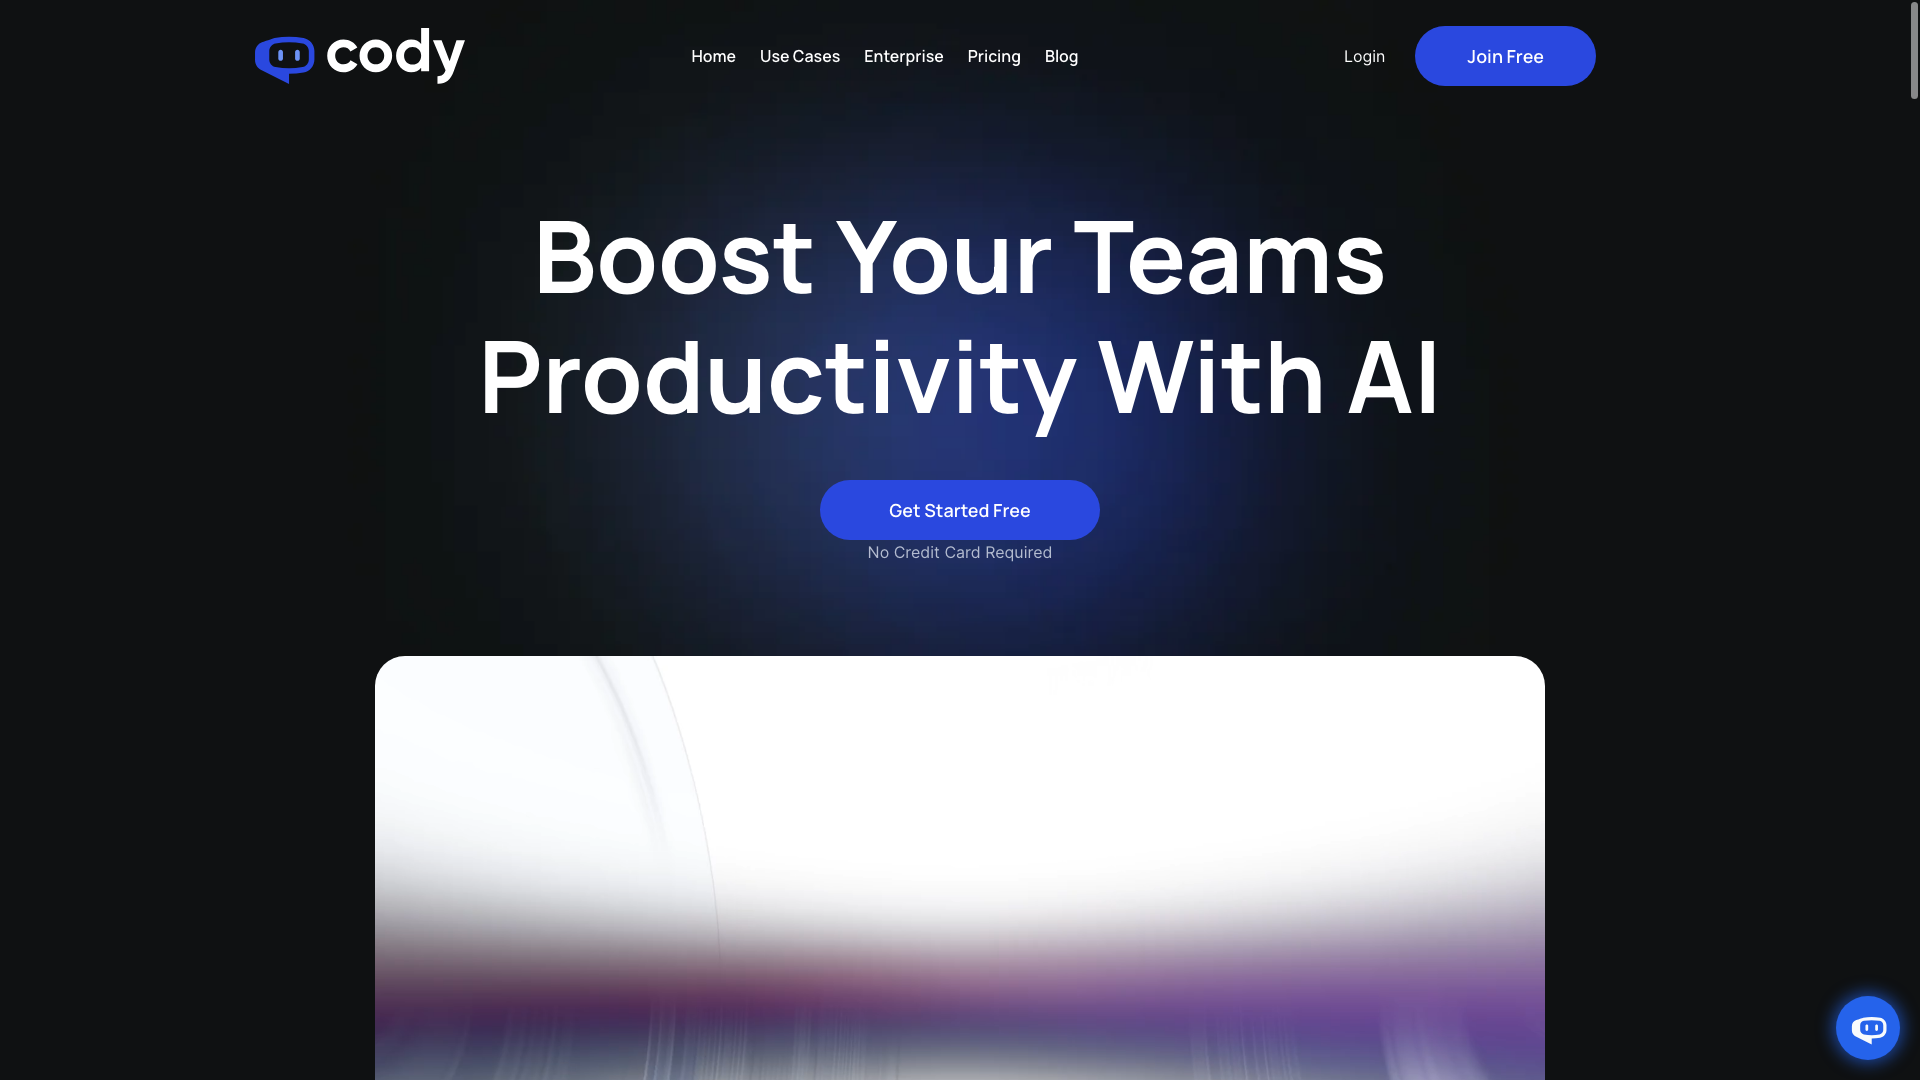 cody
Home
Use Cases
Enterprise
Pricing
Blog
Login
Join Free
Boost Your Teams
Productivity With AI
Get Started Free
No Credit Card Required